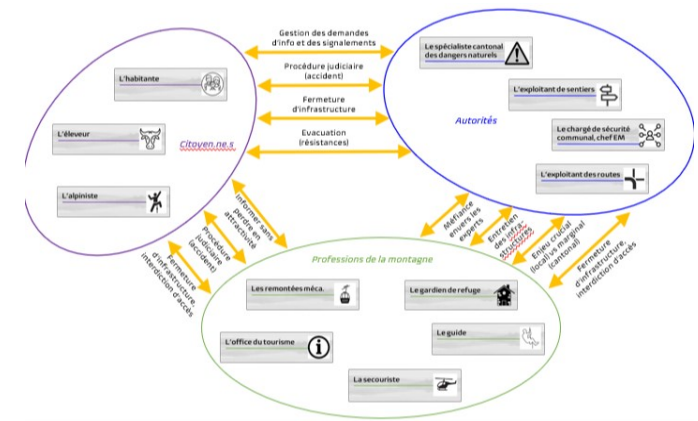 Gestion des demandes
d'info et des signalements
Procédure judiciaire
(accident)
Fermeture
d'infrastructure
Evacuation
(résistances)
L'habitante
L'éleveur
Citoyen.ne.s
L'alpiniste
Le spécialiste cantonal
des dangers naturels
L'exploitant de sentiers
Autorités
Le chargé de sécurité
communal, chef EM
L'exploitant des routes
Informer sans
perdre en
attractivité
Procédure
judiciaire
(accident)
Fermeture
d'infrastructure,
interdiction d'accès
Méfiance
envers les
experts
Entretien
des infra-
structures
Enjeu crucial
(local) vs marginal
(cantonal)
Fermeture
d'infrastructure,
interdiction d'accès
Professions de la montagne
Les remontées méca.
Le gardien de refuge
L'office du tourisme
Le guide
La secouriste